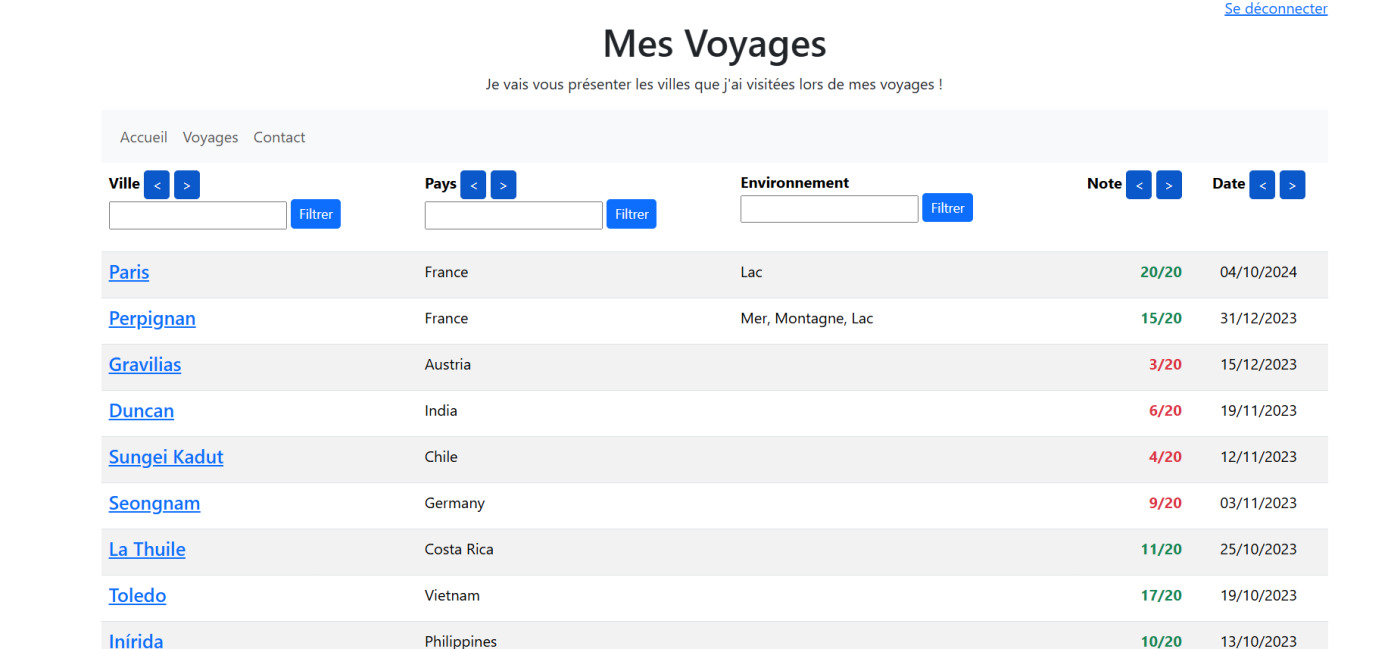 Se déconnecter
Mes Voyages
Je vais vous présenter les villes que j'ai visitées lors de mes voyages !
Accueil Voyages Contact
Ville < > Pays < > Environnement Note < > Date < >
Filtrer Filtrer Filtrer
Paris France Lac 20/20 04/10/2024
Perpignan France Mer, Montagne, Lac 15/20 31/12/2023
Gravilias Austria 3/20 15/12/2023
Duncan India 6/20 19/11/2023
Sungei Kadut Chile 4/20 12/11/2023
Seongnam Germany 9/20 03/11/2023
La Thuile Costa Rica 11/20 25/10/2023
Toledo Vietnam 17/20 19/10/2023
Inírida Philippines 10/20 13/10/2023